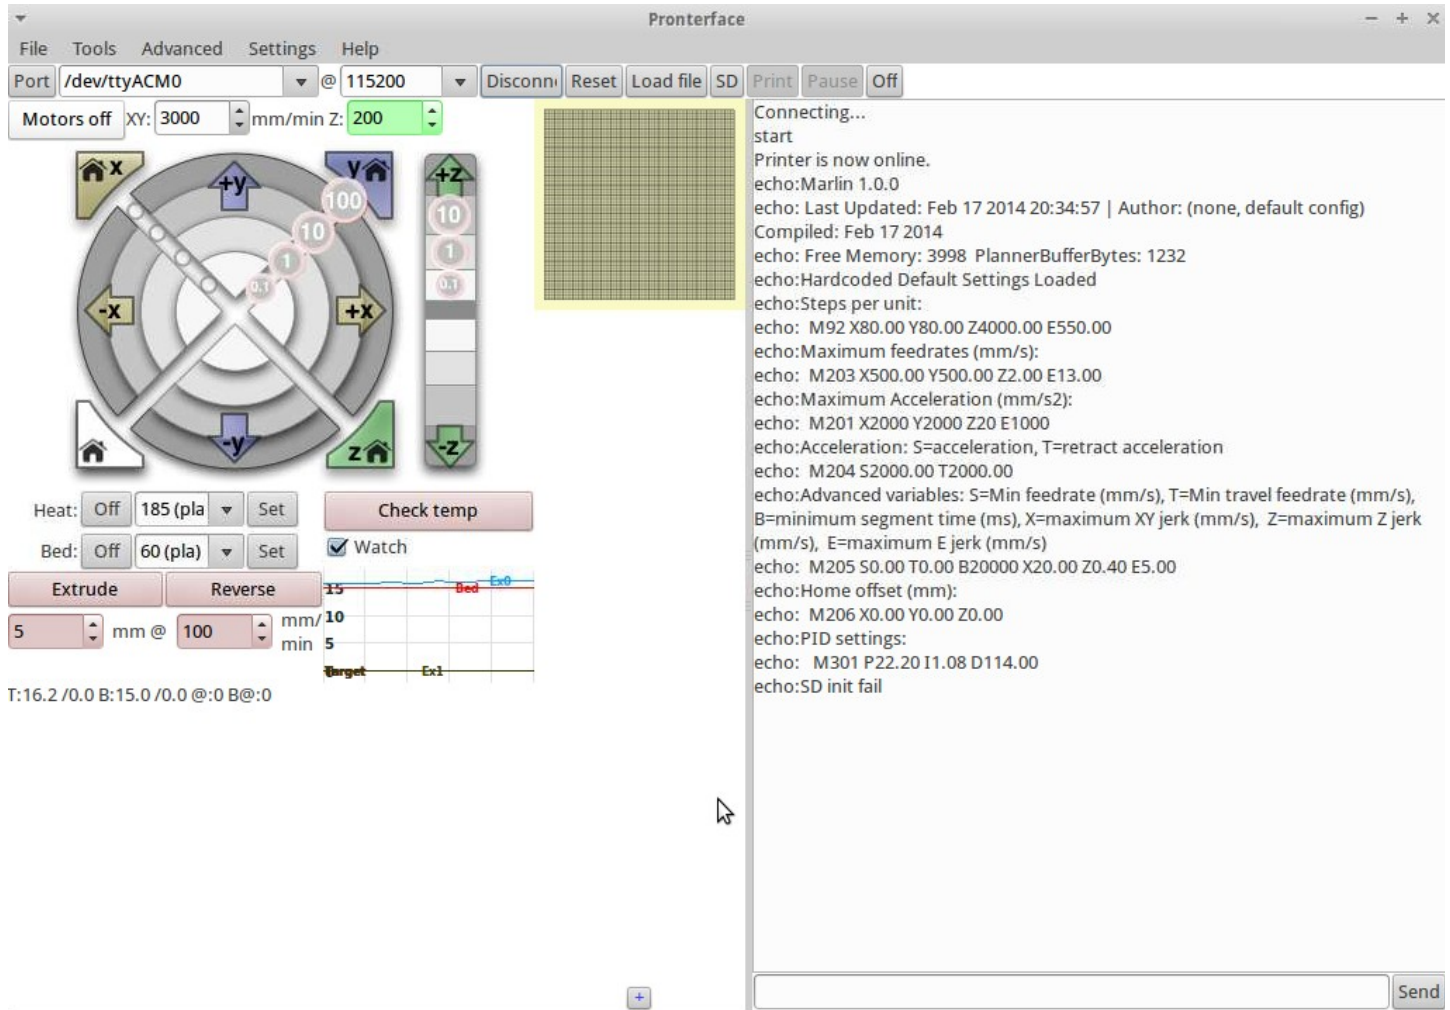 Pronterface
File Tools Advanced Settings Help
Port /dev/ttyACM0 @ 115200 Disconn Reset Load file SD Print Pause Off
Motors off XY: 3000 mm/min Z: 200
x +y y +z
100
10 10
1 1
0.1 0.1
-x +x
-y z -z
Heat: Off 185 (pla Set Check temp
Bed: Off 60 (pla) Set Watch
Extrude Reverse
5 mm @ 100 mm/
min
Ex0
15 Bed
10
5
Target Ex1
T:16.2 /0.0 B:15.0 /0.0 @:0 B@:0
+
Connecting...
start
Printer is now online.
echo:Marlin 1.0.0
echo: Last Updated: Feb 17 2014 20:34:57 | Author: (none, default config)
Compiled: Feb 17 2014
echo: Free Memory: 3998 PlannerBufferBytes: 1232
echo:Hardcoded Default Settings Loaded
echo:Steps per unit:
echo: M92 X80.00 Y80.00 Z4000.00 E550.00
echo:Maximum feedrates (mm/s):
echo: M203 X500.00 Y500.00 Z2.00 E13.00
echo:Maximum Acceleration (mm/s2):
echo: M201 X2000 Y2000 Z20 E1000
echo:Acceleration: S=acceleration, T=retract acceleration
echo: M204 S2000.00 T2000.00
echo:Advanced variables: S=Min feedrate (mm/s), T=Min travel feedrate (mm/s),
B=minimum segment time (ms), X=maximum XY jerk (mm/s), Z=maximum Z jerk
(mm/s), E=maximum E jerk (mm/s)
echo: M205 S0.00 T0.00 B20000 X20.00 Z0.40 E5.00
echo:Home offset (mm):
echo: M206 X0.00 Y0.00 Z0.00
echo:PID settings:
echo: M301 P22.20 I1.08 D114.00
echo:SD init fail
Send